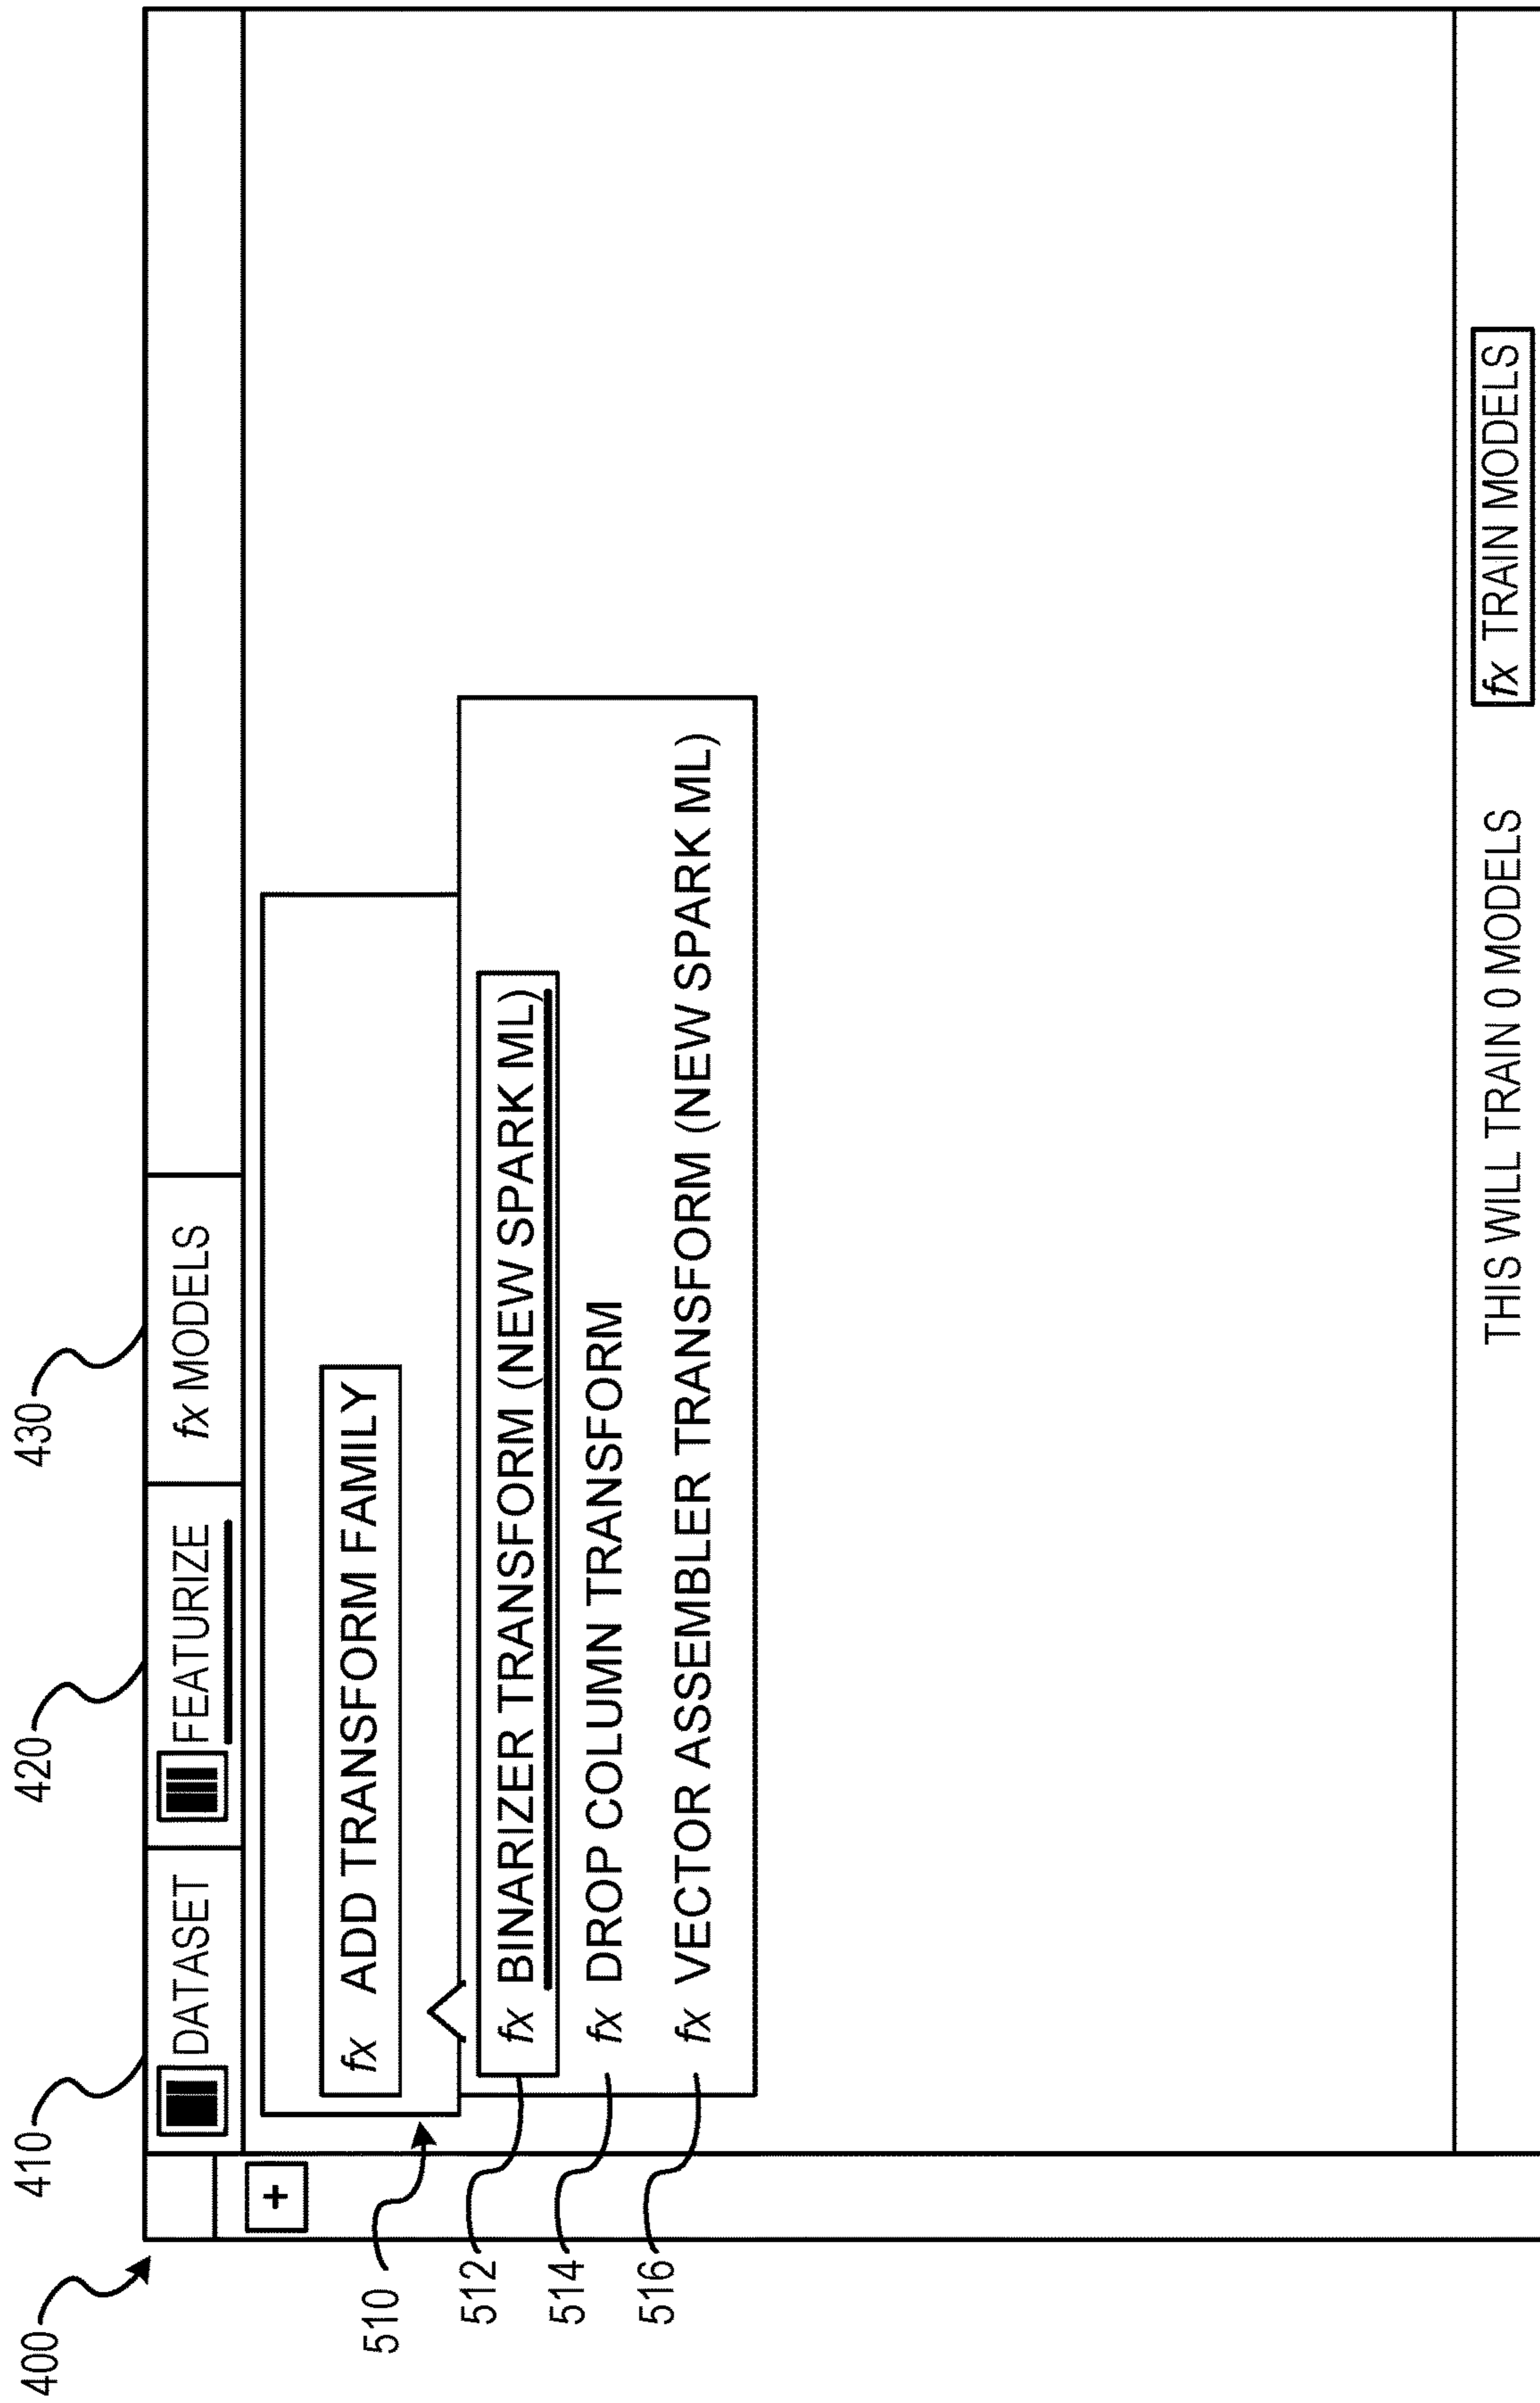 400
410
420
430
DATASET
FEATURIZE
fx MODELS
+
510
fx ADD TRANSFORM FAMILY
512
fx BINARIZER TRANSFORM (NEW SPARK ML)
514
fx DROP COLUMN TRANSFORM
516
fx VECTOR ASSEMBLER TRANSFORM (NEW SPARK ML)
THIS WILL TRAIN 0 MODELS
fx TRAIN MODELS